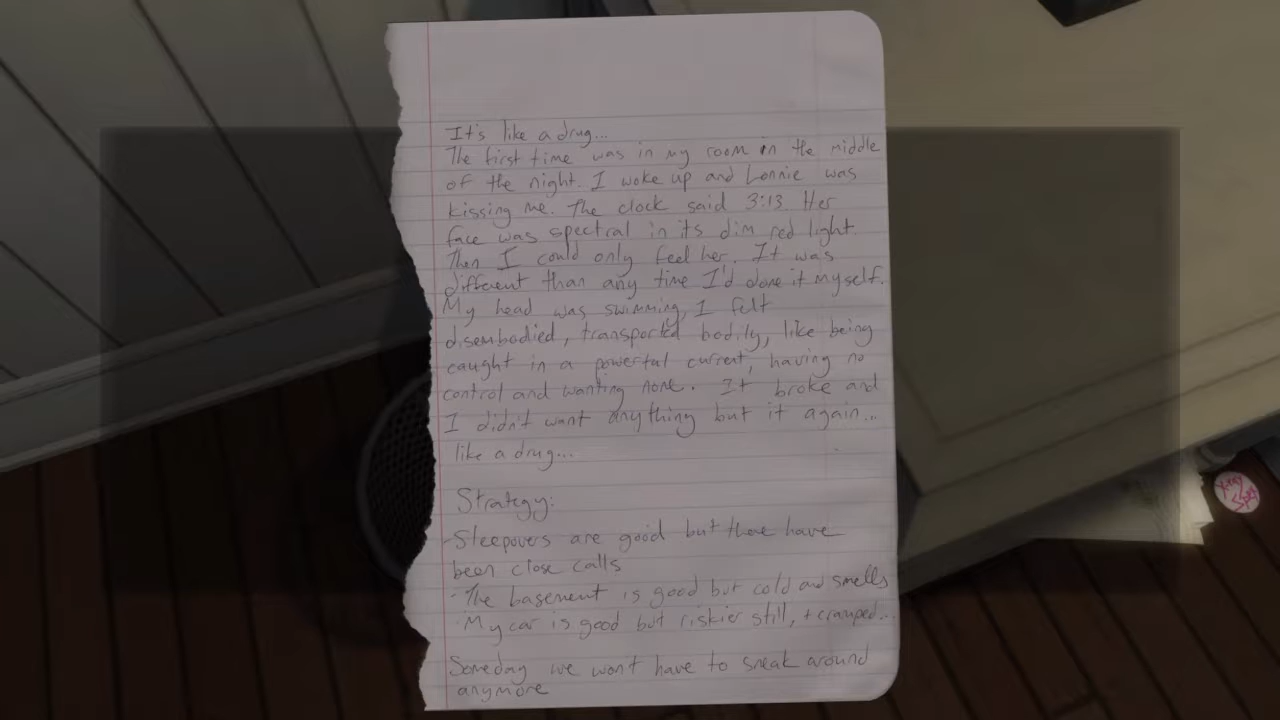 It's like a drug...
The first time was in my room in the middle
of the night. I woke up and Lonnie was
kissing me. The clock said 3:13 Her
face was spectral in its dim red light.
Then I could only feel her. It was
different than any time I'd done it myself.
My head was swimming, I felt
disembodied, transported bodily, like being
caught in a powerful current, having no
control and wanting none. It broke and
I didn't want anything but it again...
like a drug...
Strategy:
-Sleepovers are good but there have
been close calls
-The basement is good but cold and smells
-My car is good but riskier still, + cramped...
Someday we won't have to sneak around
anymore
X-ray
Spex